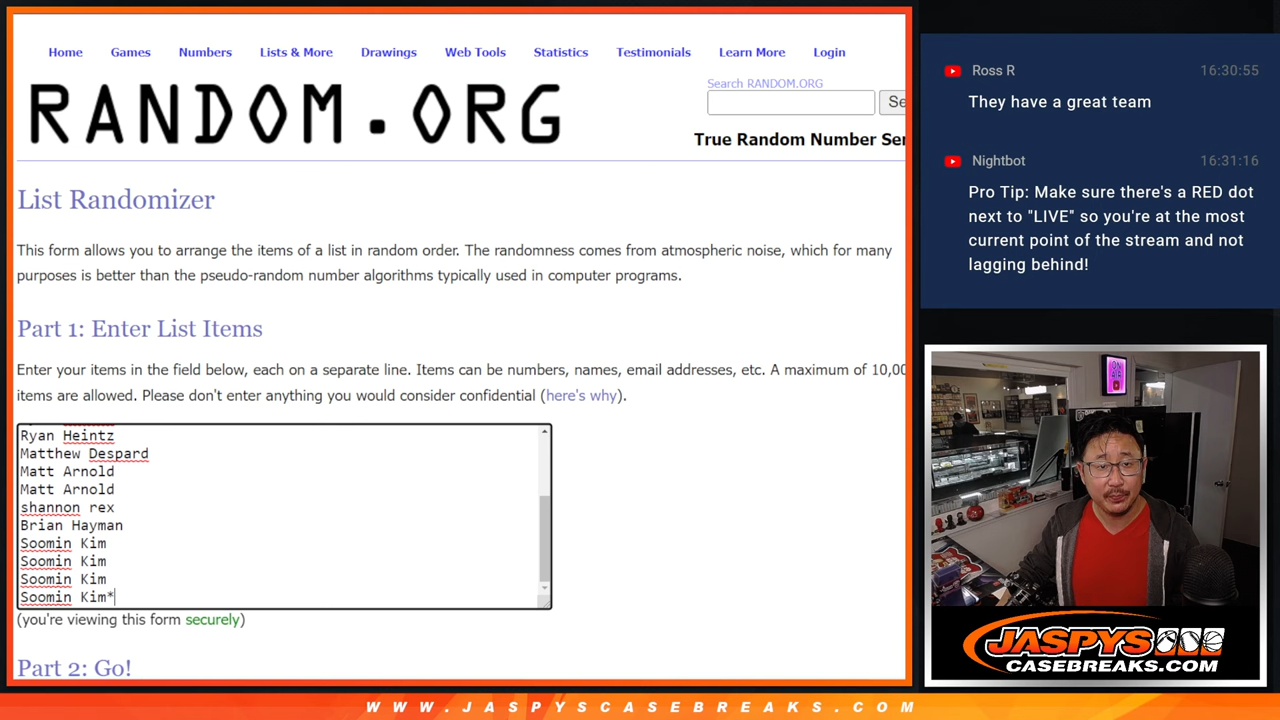 Home Games Numbers Lists & More Drawings Web Tools Statistics Testimonials Learn More Login
RANDOM.ORG
Search RANDOM.ORG
Se
True Random Number Ser
List Randomizer
This form allows you to arrange the items of a list in random order. The randomness comes from atmospheric noise, which for many
purposes is better than the pseudo-random number algorithms typically used in computer programs.
Part 1: Enter List Items
Enter your items in the field below, each on a separate line. Items can be numbers, names, email addresses, etc. A maximum of 10,00
items are allowed. Please don't enter anything you would consider confidential (here's why).
Ryan Heintz
Matthew Despard
Matt Arnold
Matt Arnold
shannon rex
Brian Hayman
Soomin Kim
Soomin Kim
Soomin Kim
Soomin Kim*
(you're viewing this form securely)
Part 2: Go!
Ross R 16:30:55
They have a great team
Nightbot 16:31:16
Pro Tip: Make sure there's a RED dot
next to "LIVE" so you're at the most
current point of the stream and not
lagging behind!
ON
AIR
JASPYS
CASEBREAKS.COM
WWW.JASPYSCASEBREAKS.COM